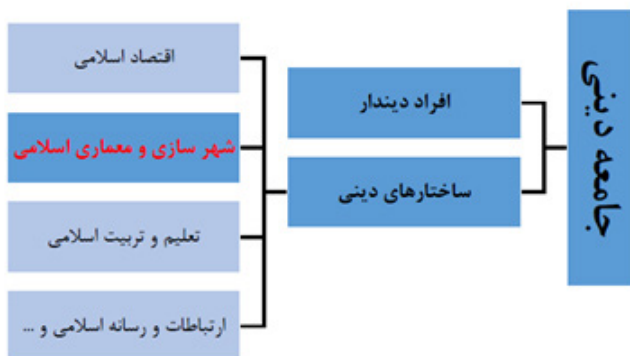 جامعه دینی
افراد دیندار
ساختارهای دینی
اقتصاد اسلامی
شهر سازی و معماری اسلامی
تعلیم و تربیت اسلامی
ارتباطات و رسانه اسلامی و ...